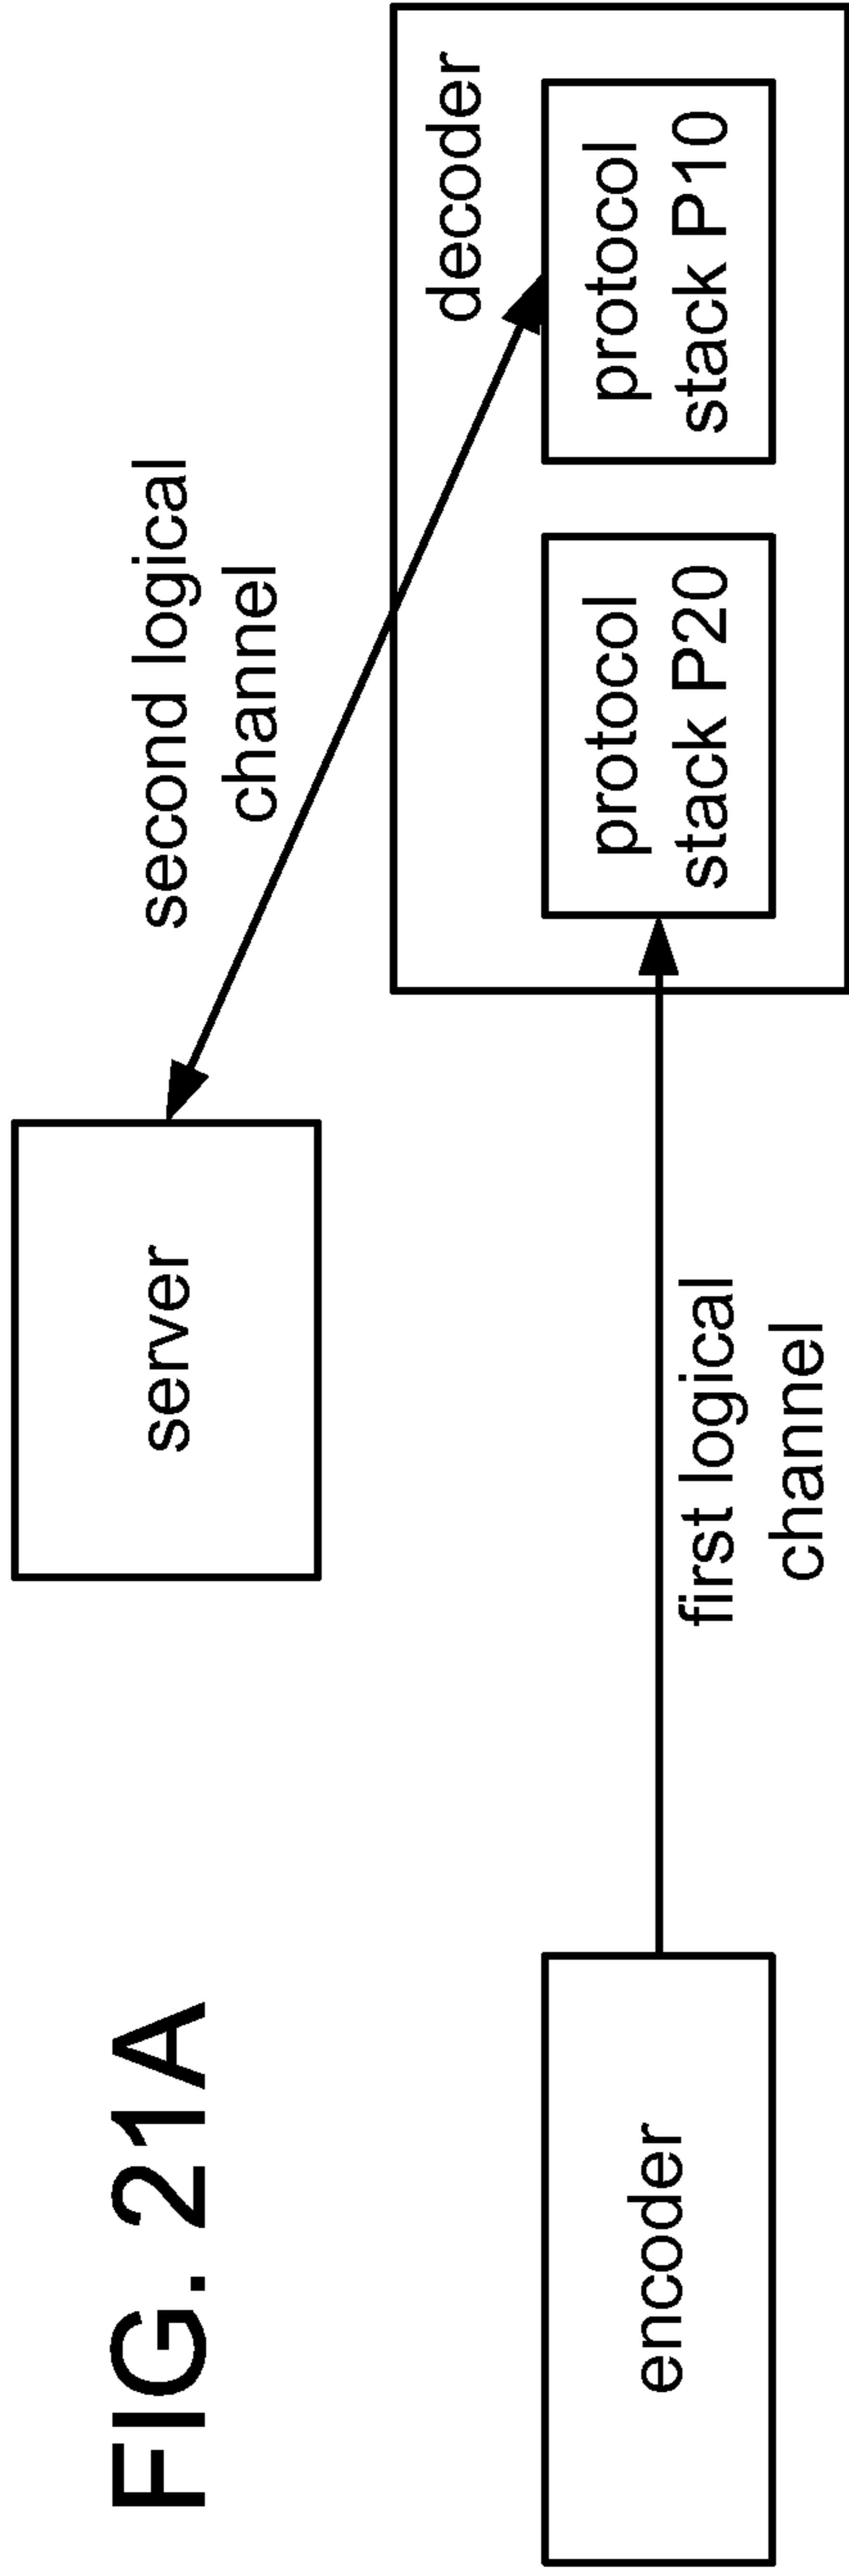 FIG. 21A
server
second logical
channel
decoder
encoder
first logical
channel
protocol
stack P20
protocol
stack P10